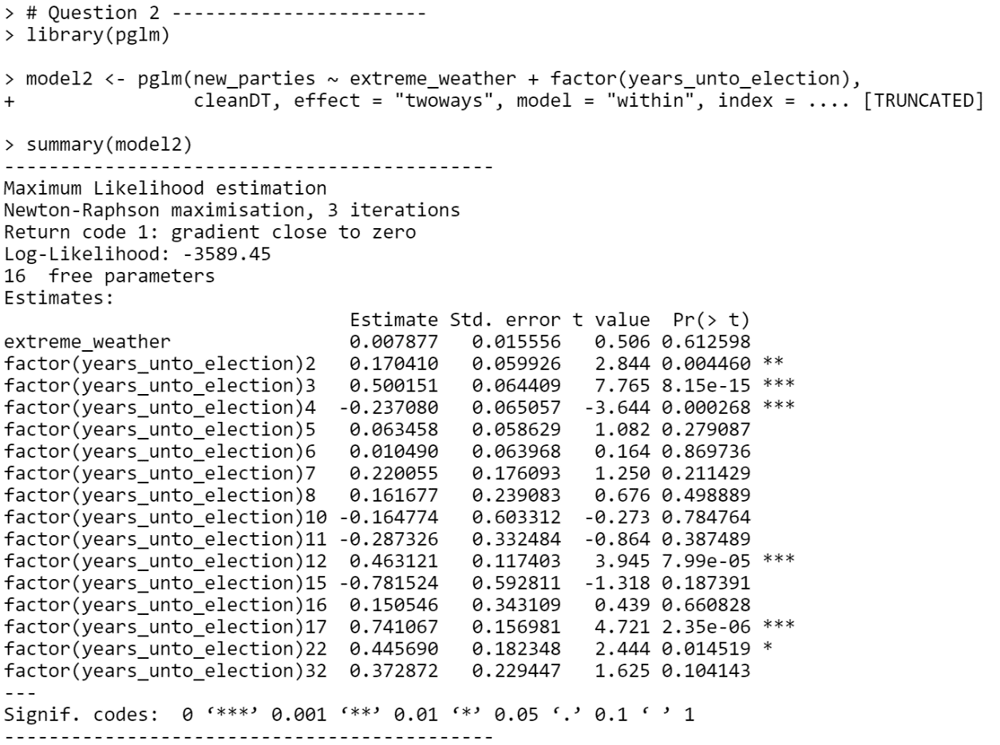 > # Question 2 -----------------------
> library(pglm)
> model2 <- pglm(new_parties ~ extreme_weather + factor(years_unto_election),
+                cleanDT, effect = "twoways", model = "within", index = .... [TRUNCATED]
> summary(model2)
--------------------------------------------
Maximum Likelihood estimation
Newton-Raphson maximisation, 3 iterations
Return code 1: gradient close to zero
Log-Likelihood: -3589.45
16  free parameters
Estimates:
                               Estimate Std. error t value  Pr(> t)
extreme_weather                0.007877   0.015556   0.506 0.612598
factor(years_unto_election)2   0.170410   0.059926   2.844 0.004460 **
factor(years_unto_election)3   0.500151   0.064409   7.765 8.15e-15 ***
factor(years_unto_election)4  -0.237080   0.065057  -3.644 0.000268 ***
factor(years_unto_election)5   0.063458   0.058629   1.082 0.279087
factor(years_unto_election)6   0.010490   0.063968   0.164 0.869736
factor(years_unto_election)7   0.220055   0.176093   1.250 0.211429
factor(years_unto_election)8   0.161677   0.239083   0.676 0.498889
factor(years_unto_election)10 -0.164774   0.603312  -0.273 0.784764
factor(years_unto_election)11 -0.287326   0.332484  -0.864 0.387489
factor(years_unto_election)12  0.463121   0.117403   3.945 7.99e-05 ***
factor(years_unto_election)15 -0.781524   0.592811  -1.318 0.187391
factor(years_unto_election)16  0.150546   0.343109   0.439 0.660828
factor(years_unto_election)17  0.741067   0.156981   4.721 2.35e-06 ***
factor(years_unto_election)22  0.445690   0.182348   2.444 0.014519 *
factor(years_unto_election)32  0.372872   0.229447   1.625 0.104143
---
Signif. codes:  0 ‘***’ 0.001 ‘**’ 0.01 ‘*’ 0.05 ‘.’ 0.1 ‘ ’ 1
--------------------------------------------